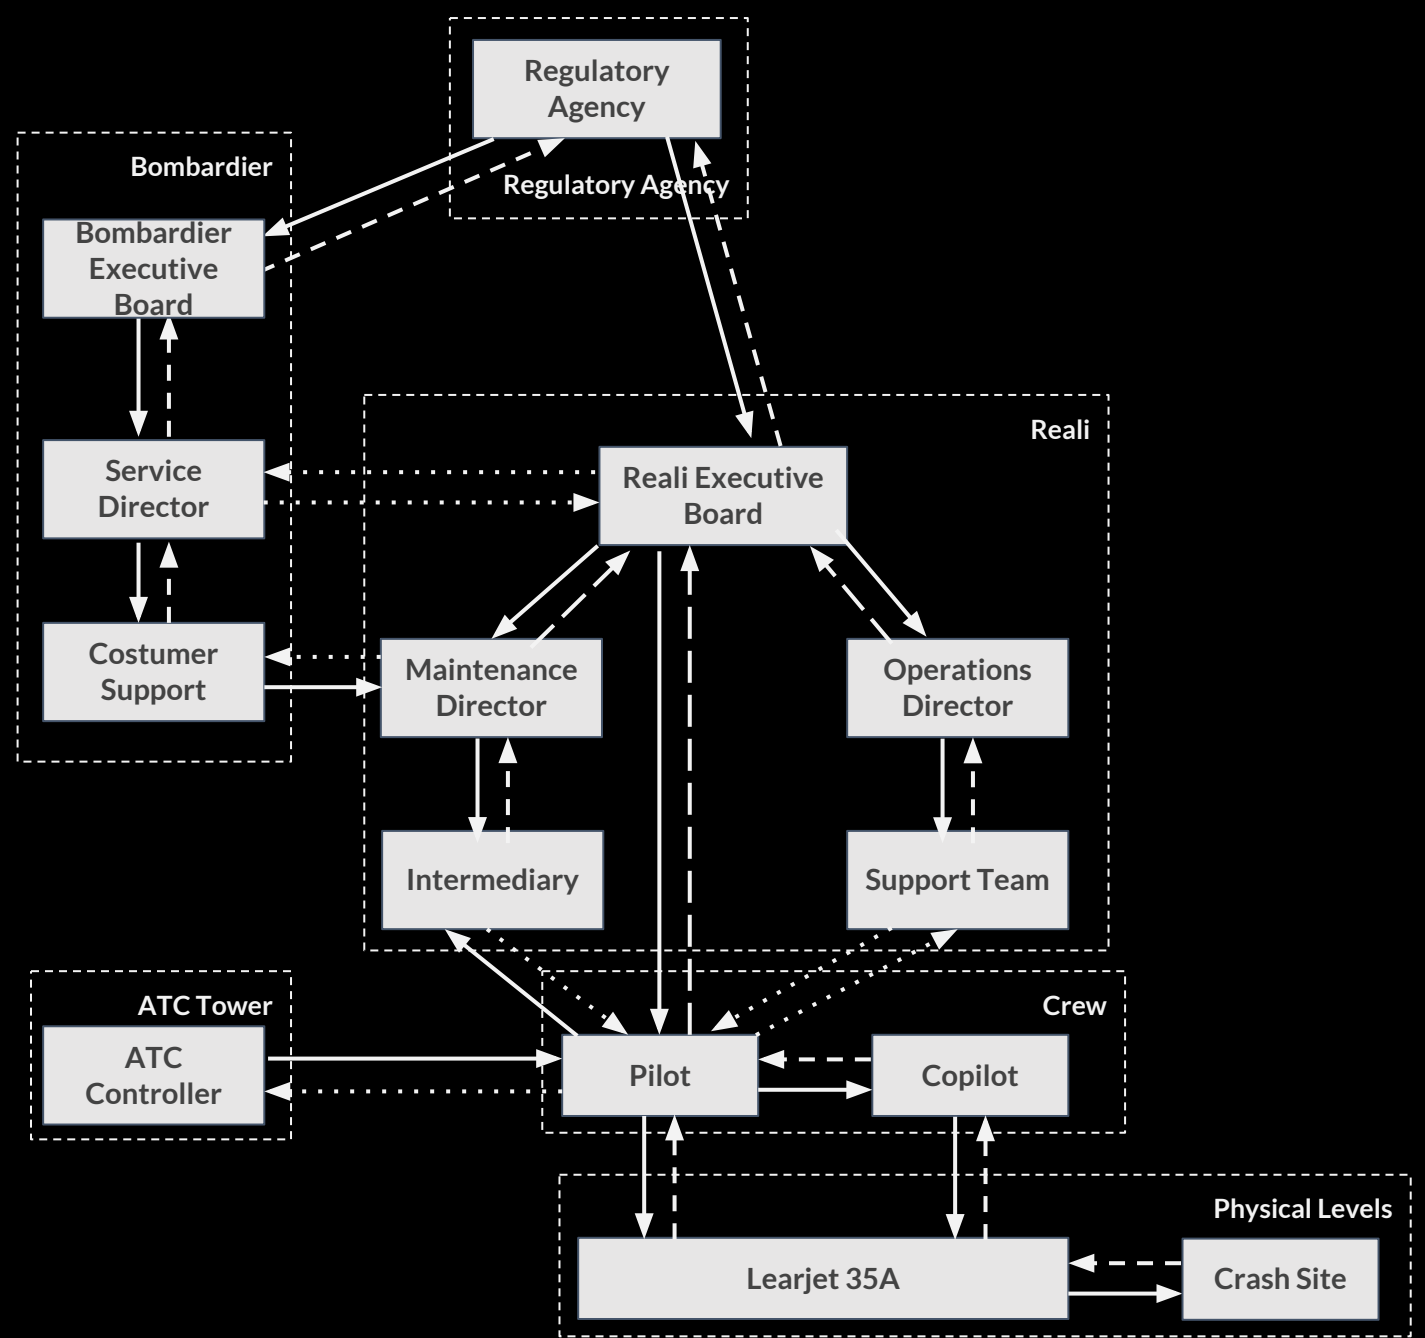 Regulatory
Agency
Regulatory Agency
Bombardier
Bombardier
Executive
Board
Reali
Service
Director
Reali Executive
Board
Costumer
Support
Maintenance
Director
Operations
Director
Intermediary
Support Team
ATC Tower
Crew
ATC
Controller
Pilot
Copilot
Physical Levels
Learjet 35A
Crash Site